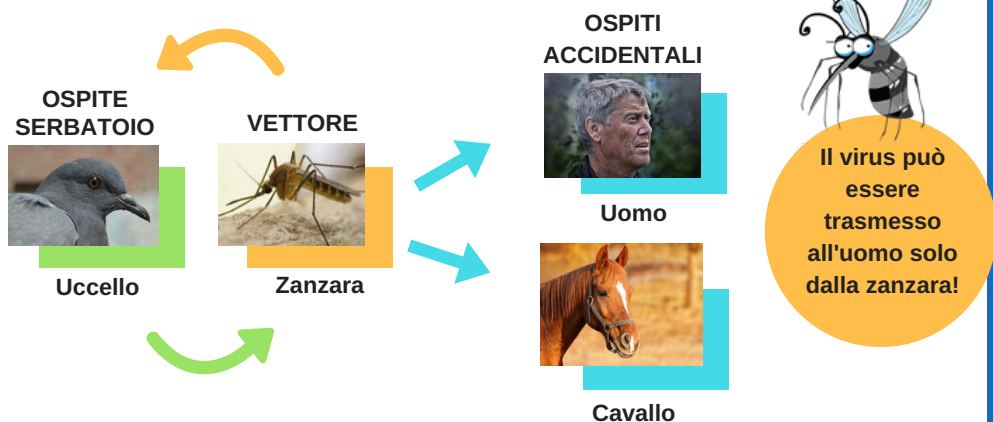 OSPITE
SERBATOIO
Uccello
VETTORE
Zanzara
OSPITI
ACCIDENTALI
Uomo
Cavallo
Il virus può
essere
trasmesso
all'uomo solo
dalla zanzara!